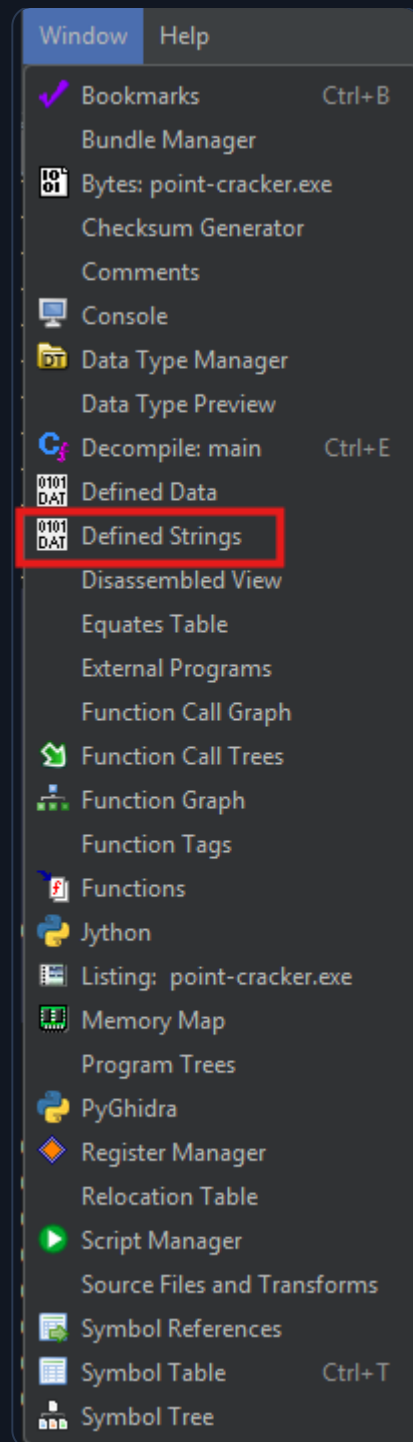 Window Help
Bookmarks Ctrl+B
Bundle Manager
Bytes: point-cracker.exe
Checksum Generator
Comments
Console
Data Type Manager
Data Type Preview
Decompile: main Ctrl+E
Defined Data
Defined Strings
Disassembled View
Equates Table
External Programs
Function Call Graph
Function Call Trees
Function Graph
Function Tags
Functions
Jython
Listing: point-cracker.exe
Memory Map
Program Trees
PyGhidra
Register Manager
Relocation Table
Script Manager
Source Files and Transforms
Symbol References
Symbol Table Ctrl+T
Symbol Tree